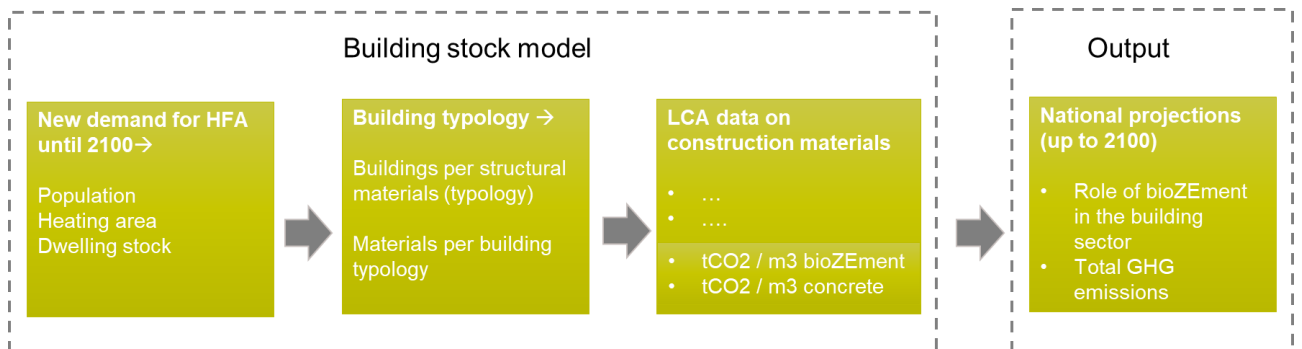 Building stock model
Output
New demand for HFA
until 2100→
Population
Heating area
Dwelling stock
Building typology →
Buildings per structural
materials (typology)
Materials per building
typology
LCA data on
construction materials
• …
• ….
• tCO2 / m3 bioZEment
• tCO2 / m3 concrete
National projections
(up to 2100)
• Role of bioZEment
in the building
sector
• Total GHG
emissions